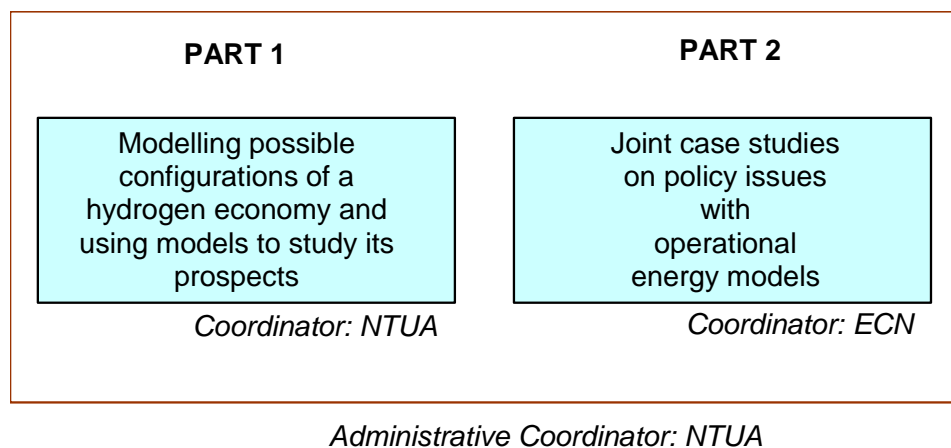 PART 1
Modelling possible
configurations of a
hydrogen economy and
using models to study its
prospects
Coordinator: NTUA
PART 2
Joint case studies
on policy issues
with
operational
energy models
Coordinator: ECN
Administrative Coordinator: NTUA